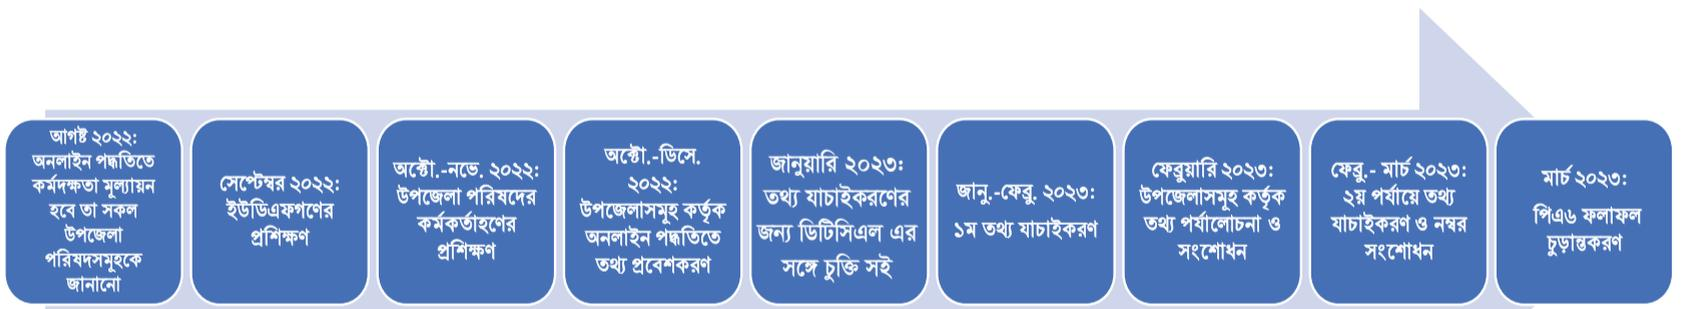 আগষ্ট ২০২২:
অনলাইন পদ্ধতিতে
কর্মদক্ষতা মূল্যায়ন
হবে তা সকল
উপজেলা
পরিষদসমূহকে
জানানো
সেপ্টেম্বর ২০২২:
ইউডিএফগণের
প্রশিক্ষণ
অক্টো.-নভে. ২০২২:
উপজেলা পরিষদের
কর্মকর্তাহণের
প্রশিক্ষণ
অক্টো.-ডিসে.
২০২২:
উপজেলাসমূহ কর্তৃক
অনলাইন পদ্ধতিতে
তথ্য প্রবেশকরণ
জানুয়ারি ২০২৩:
তথ্য যাচাইকরণের
জন্য ডিটিসিএল এর
সঙ্গে চুক্তি সই
জানু.-ফেব্রু. ২০২৩:
১ম তথ্য যাচাইকরণ
ফেব্রুয়ারি ২০২৩:
উপজেলাসমূহ কর্তৃক
তথ্য পর্যালোচনা ও
সংশোধন
ফেব্রু.- মার্চ ২০২৩:
২য় পর্যায়ে তথ্য
যাচাইকরণ ও নম্বর
সংশোধন
মার্চ ২০২৩:
পিএ৬ ফলাফল
চুড়ান্তকরণ